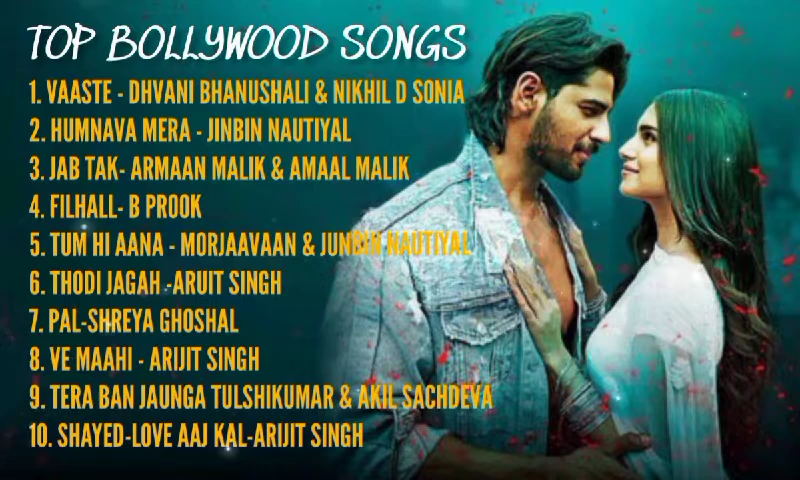 TOP BOLLYWOOD SONGS
1. VAASTE - DHVANI BHANUSHALI & NIKHIL D SONIA
2. HUMNAVA MERA - JINBIN NAUTIYAL
3. JAB TAK- ARMAAN MALIK & AMAAL MALIK
4. FILHALL- B PROOK
5. TUM HI AANA - MORJAAVAAN & JUNBIN NAUTIYAL
6. THODI JAGAH -ARUIT SINGH
7. PAL-SHREYA GHOSHAL
8. VE MAAHI - ARIJIT SINGH
9. TERA BAN JAUNGA TULSHIKUMAR & AKIL SACHDEVA
10. SHAYED-LOVE AAJ KAL-ARIJIT SINGH